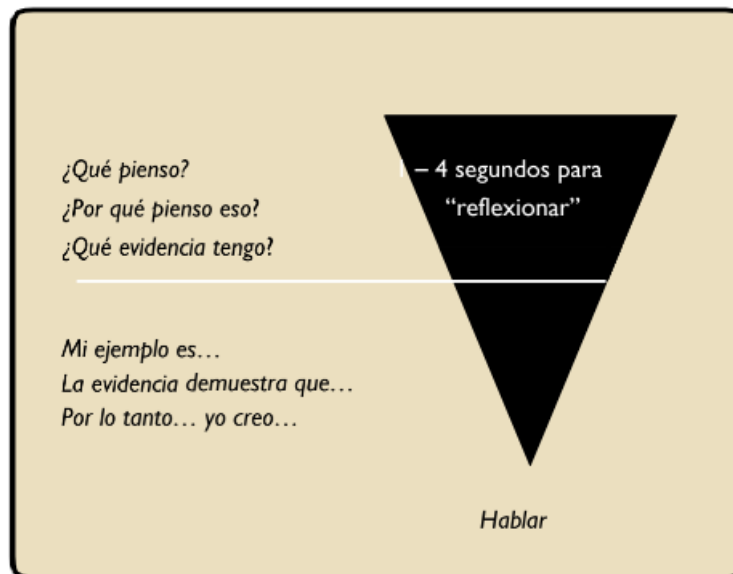 ¿Qué pienso?
¿Por qué pienso eso?
¿Qué evidencia tengo?
1 – 4 segundos para
“reflexionar”
Mi ejemplo es…
La evidencia demuestra que…
Por lo tanto… yo creo…
Hablar